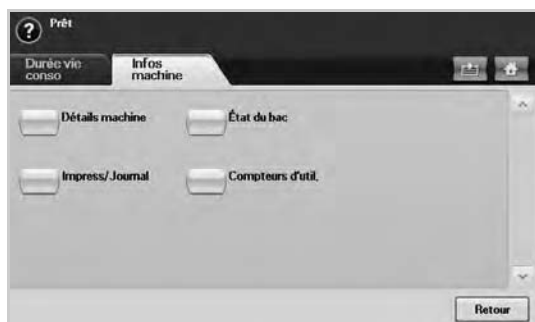 ? Prêt
Durée vie conso
Infos machine
Détails machine
État du bac
Impress/Journal
Compteurs d'util.
Retour